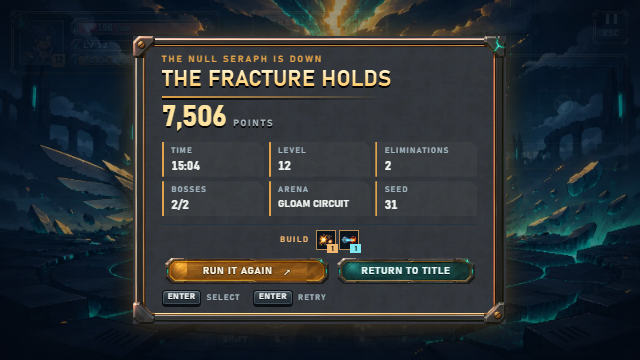 THE NULL SERAPH IS DOWN
THE FRACTURE HOLDS
7,506 POINTS
TIME
15:04
LEVEL
12
ELIMINATIONS
2
BOSSES
2/2
ARENA
GLOAM CIRCUIT
SEED
31
BUILD 1 1
RUN IT AGAIN ↗
RETURN TO TITLE
ENTER SELECT ENTER RETRY